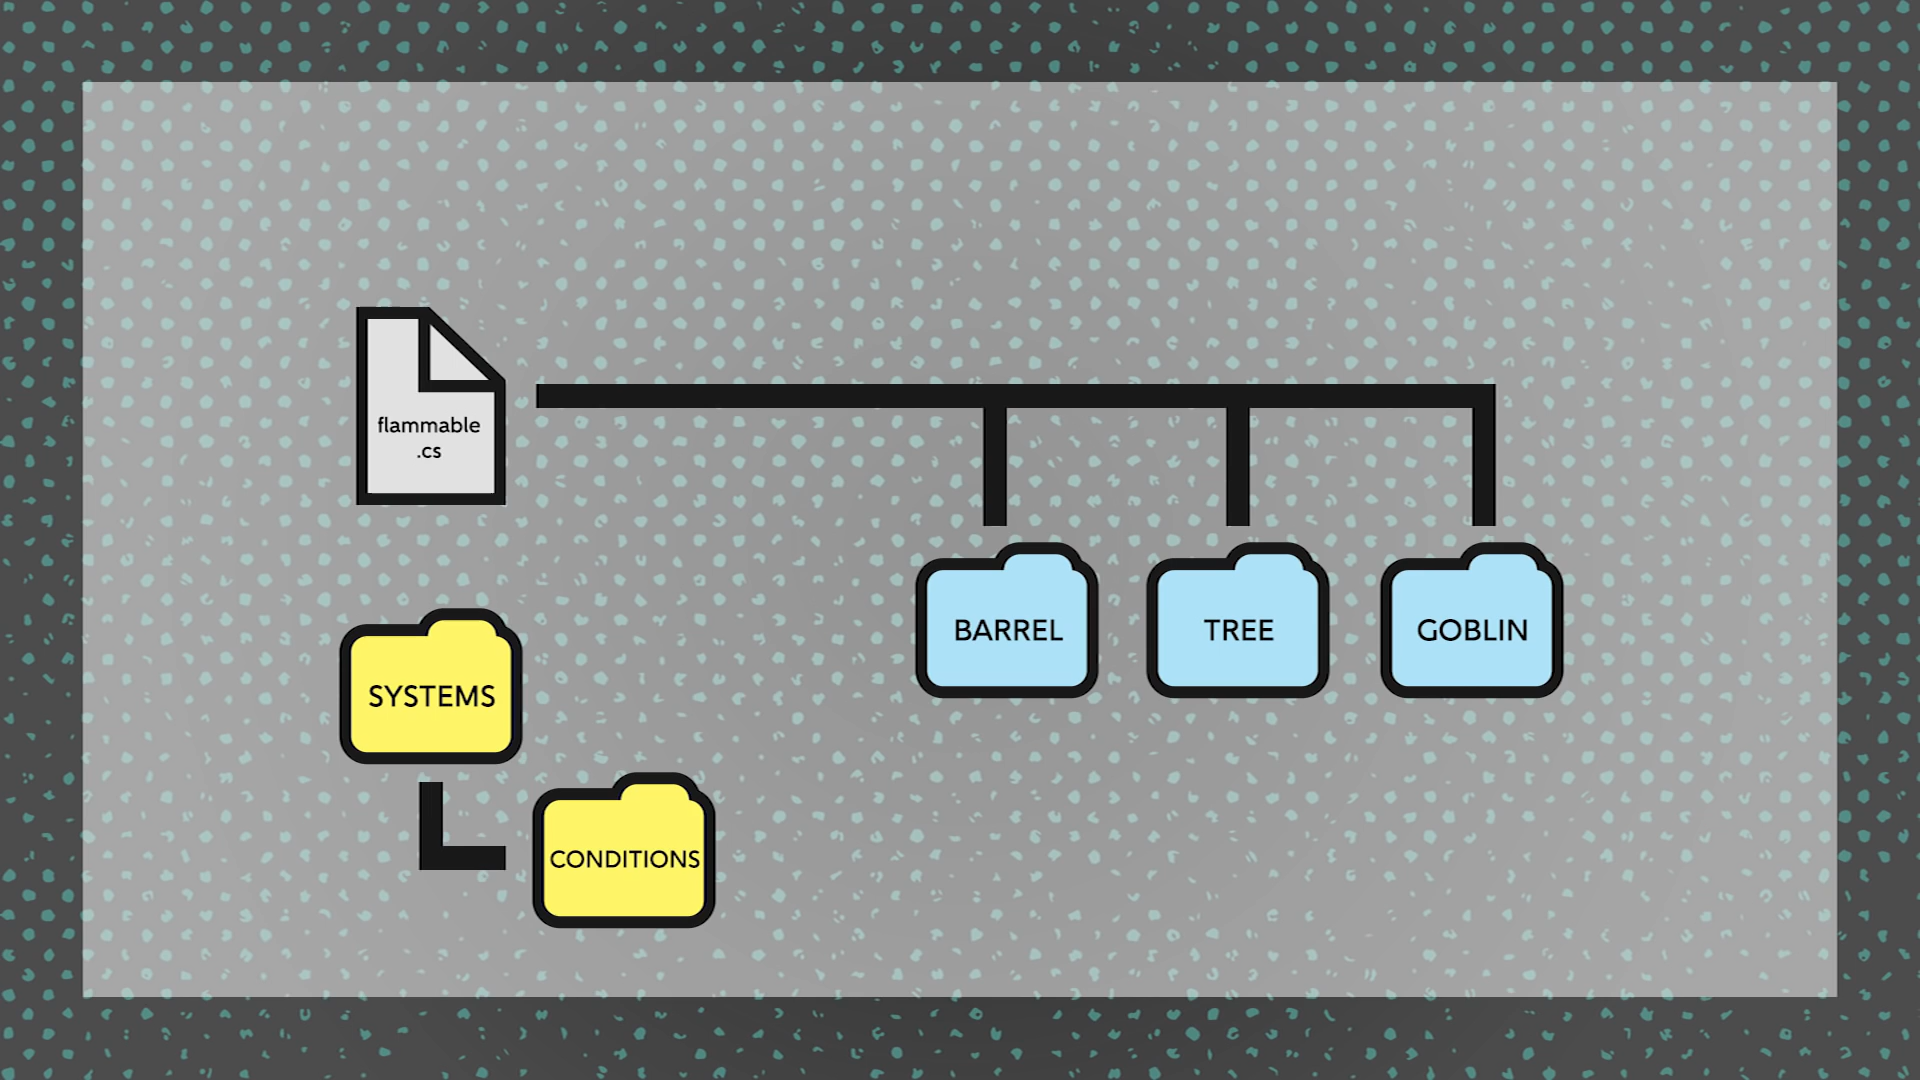 flammable
.cs
BARREL
TREE
GOBLIN
SYSTEMS
CONDITIONS